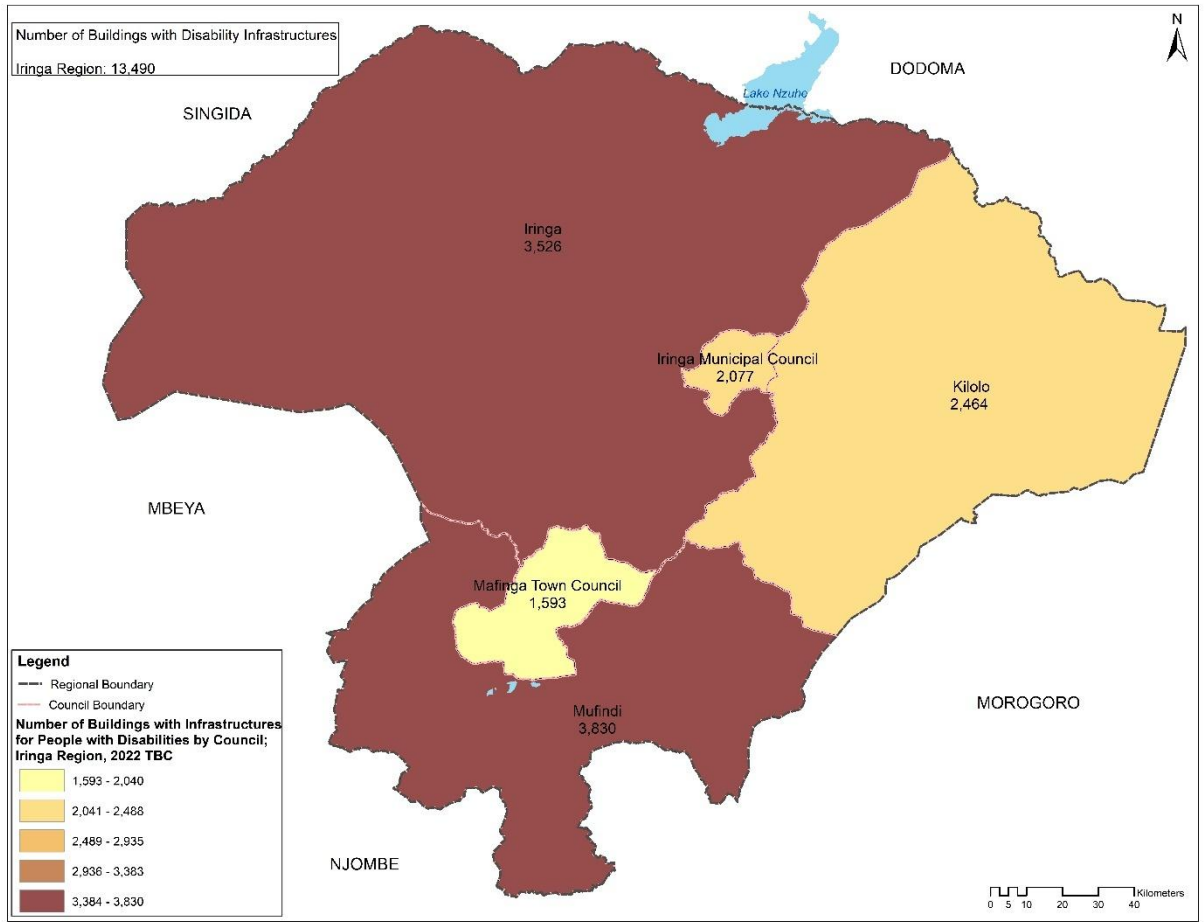 Number of Buildings with Disability Infrastructures
Iringa Region: 13,490
N
DODOMA
Lake Nzuhe
SINGIDA
Iringa
3,526
Iringa Municipal Council
2,077
Kilolo
2,464
MBEYA
Mafinga Town Council
1,593
Mufindi
3,830
MOROGORO
NJOMBE
Legend
Regional Boundary
Council Boundary
Number of Buildings with Infrastructures
for People with Disabilities by Council;
Iringa Region, 2022 TBC
1,593 - 2,040
2,041 - 2,488
2,489 - 2,935
2,936 - 3,383
3,384 - 3,830
Kilometers
0 5 10 20 30 40